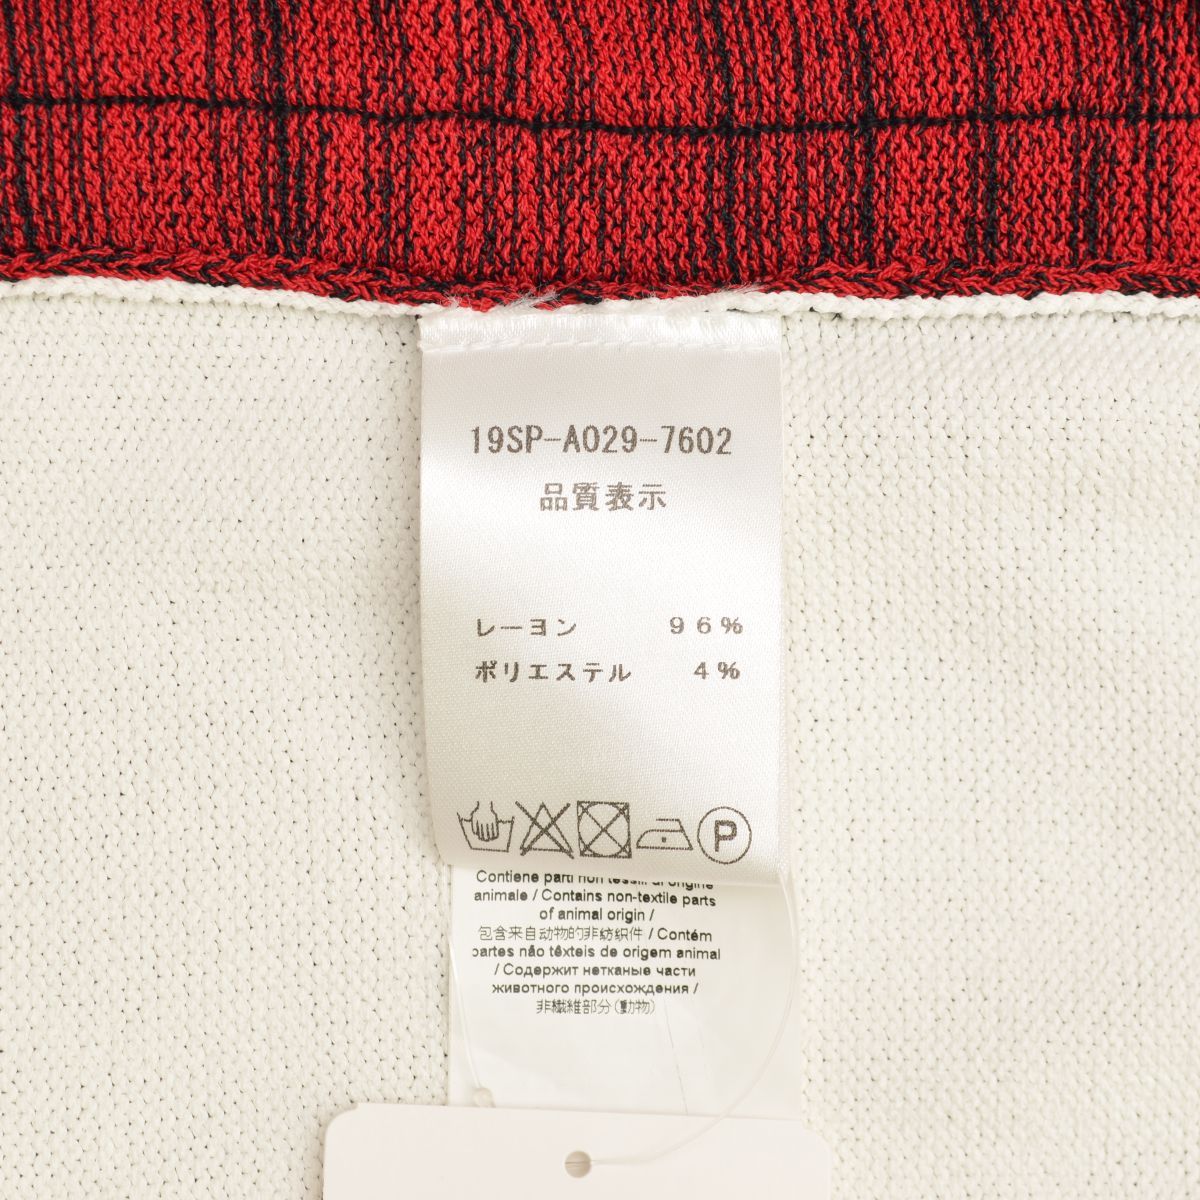 19SP-A029-7602
品質表示
レーヨン 96%
ポリエステル 4%
P
Contiene parti non tessili di origine
animale / Contains non-textile parts
of animal origin /
包含来自动物的非纺织件 / Contém
partes não têxteis de origem animal
/ Содержит нетканые части
животного происхождения /
非繊維部分(動物)